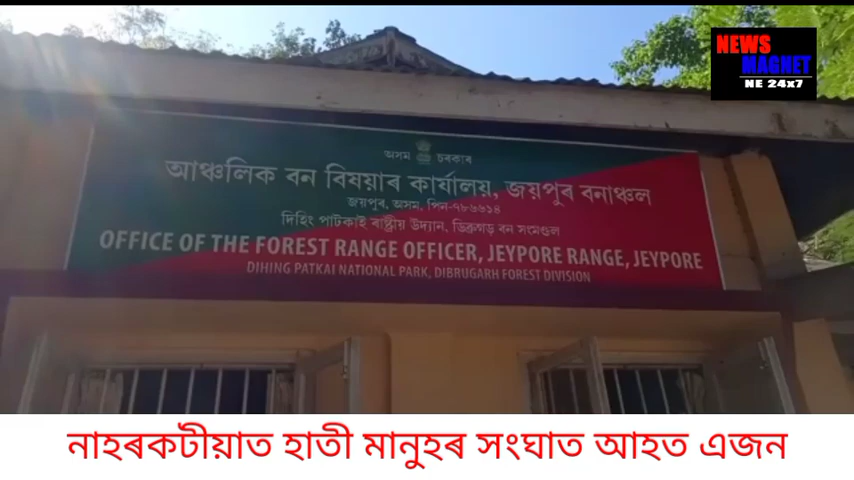 NEWS
MAGNET
NE 24x7
অসম চৰকাৰ
আঞ্চলিক বন বিষয়াৰ কাৰ্যালয়, জয়পুৰ বনাঞ্চল
জয়পুৰ, অসম, পিন-৭৮৬৬১৪
দিহিং পাটকাই ৰাষ্ট্ৰীয় উদ্যান, ডিব্ৰুগড় বন সংমণ্ডল
OFFICE OF THE FOREST RANGE OFFICER, JEYPORE RANGE, JEYPORE
DIHING PATKAI NATIONAL PARK, DIBRUGARH FOREST DIVISION
নাহৰকটীয়াত হাতী মানুহৰ সংঘাত আহত এজন